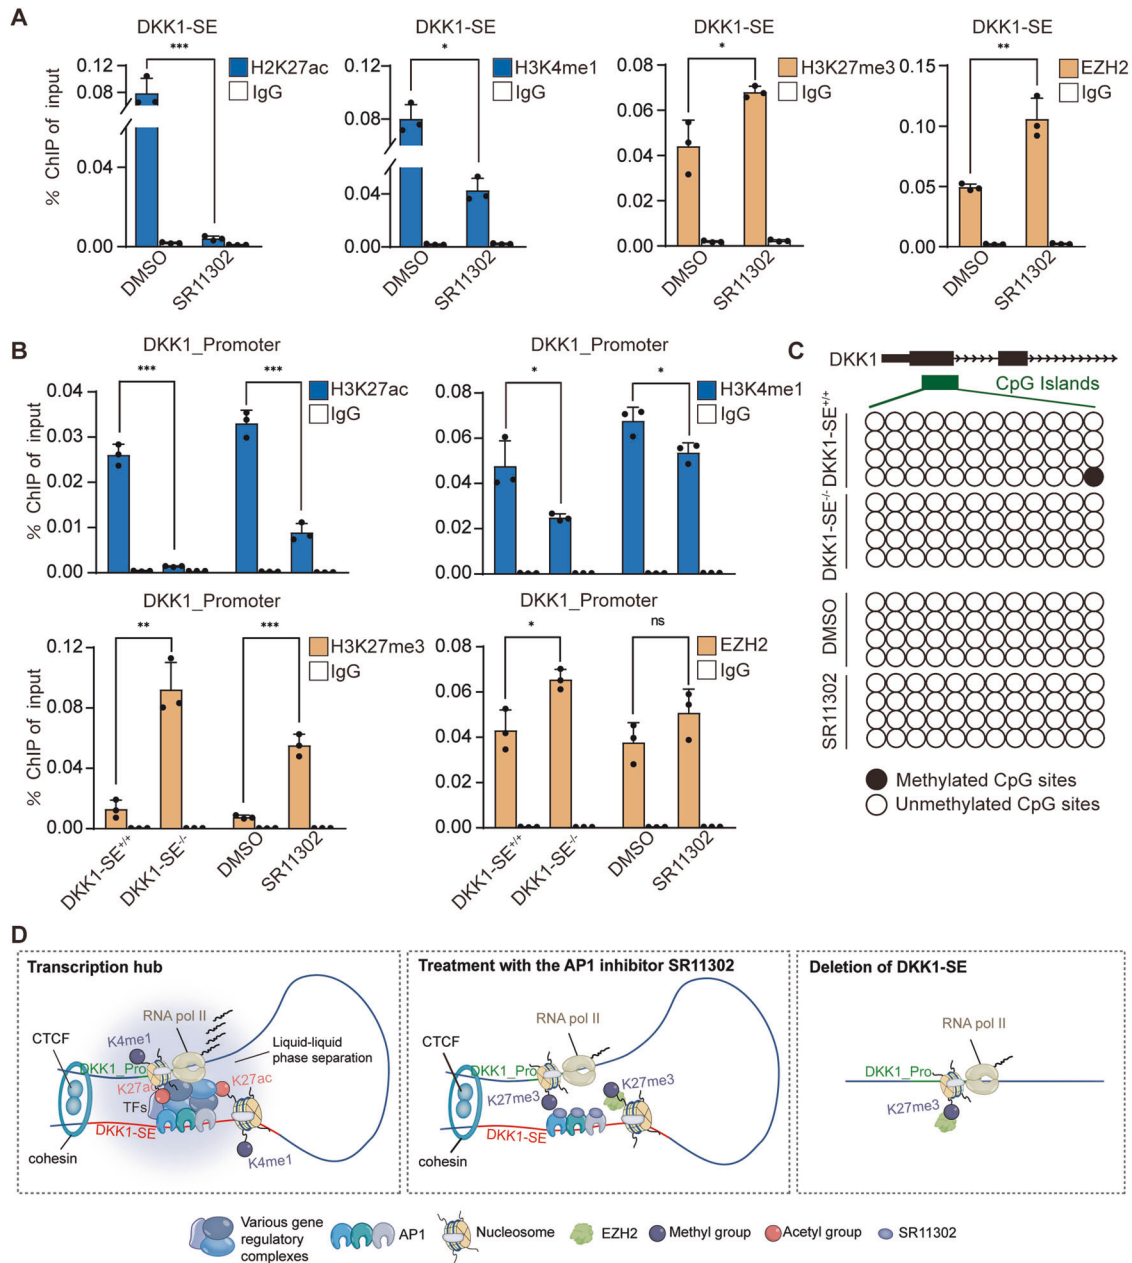 A
DKK1-SE
***
H2K27ac
IgG
% ChIP of input
0.12
0.08
0.04
0.00
DMSO
SR11302
DKK1-SE
*
H3K4me1
IgG
0.08
0.04
0.00
DMSO
SR11302
DKK1-SE
*
H3K27me3
IgG
0.08
0.06
0.04
0.02
0.00
DMSO
SR11302
DKK1-SE
**
EZH2
IgG
0.15
0.10
0.05
0.00
DMSO
SR11302
B
DKK1_Promoter
*** ***
H3K27ac
IgG
% ChIP of input
0.04
0.03
0.02
0.01
0.00
DKK1_Promoter
* *
H3K4me1
IgG
0.08
0.06
0.04
0.02
0.00
DKK1_Promoter
** ***
H3K27me3
IgG
% ChIP of input
0.12
0.08
0.04
0.00
DKK1-SE+/+
DKK1-SE-/-
DMSO
SR11302
DKK1_Promoter
* ns
EZH2
IgG
0.08
0.06
0.04
0.02
0.00
DKK1-SE+/+
DKK1-SE-/-
DMSO
SR11302
C
DKK1
CpG Islands
DKK1-SE+/+
DKK1-SE-/-
DMSO
SR11302
Methylated CpG sites
Unmethylated CpG sites
D
Transcription hub
RNA pol II
CTCF
K4me1
Liquid-liquid
phase separation
DKK1_Pro
K27ac
K27ac
TFs
DKK1-SE
K4me1
cohesin
Treatment with the AP1 inhibitor SR11302
RNA pol II
CTCF
DKK1_Pro
K27me3
K27me3
DKK1-SE
cohesin
Deletion of DKK1-SE
RNA pol II
DKK1_Pro
K27me3
Various gene
regulatory
complexes
AP1
Nucleosome
EZH2
Methyl group
Acetyl group
SR11302